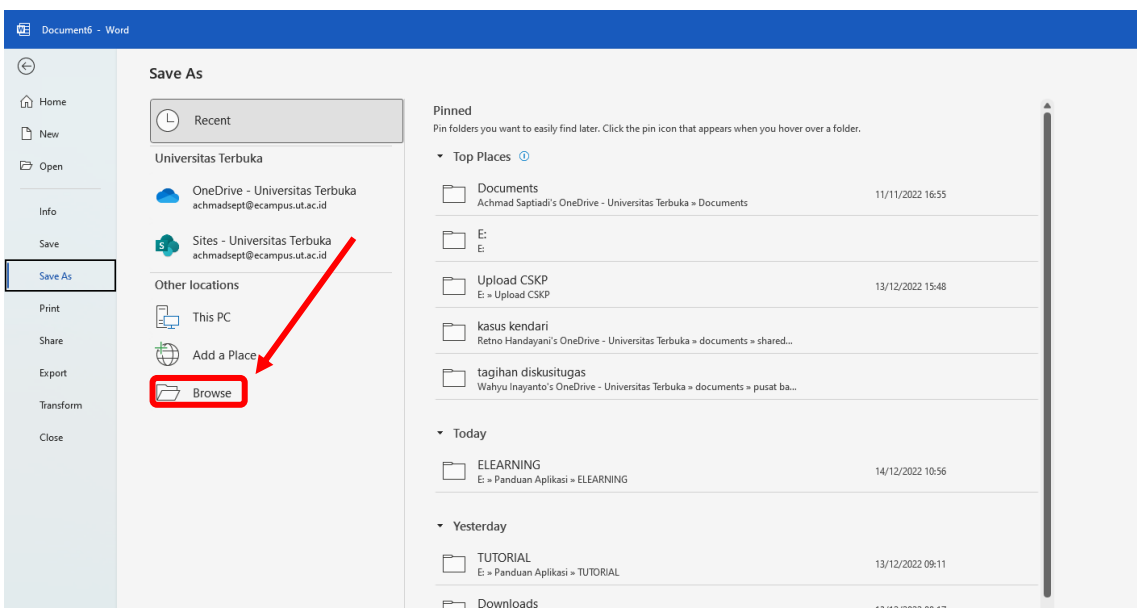 Document6 - Word
Home
New
Open
Info
Save
Save As
Print
Share
Export
Transform
Close
Save As
Recent
Universitas Terbuka
OneDrive - Universitas Terbuka
achmadsept@ecampus.ut.ac.id
Sites - Universitas Terbuka
achmadsept@ecampus.ut.ac.id
Other locations
This PC
Add a Place
Browse
Pinned
Pin folders you want to easily find later. Click the pin icon that appears when you hover over a folder.
Top Places
Documents
Achmad Saptiadi's OneDrive - Universitas Terbuka » Documents
11/11/2022 16:55
E:
E:
Upload CSKP
E: » Upload CSKP
13/12/2022 15:48
kasus kendari
Retno Handayani's OneDrive - Universitas Terbuka » documents » shared...
tagihan diskusitugas
Wahyu Inayanto's OneDrive - Universitas Terbuka » documents » pusat ba...
Today
ELEARNING
E: » Panduan Aplikasi » ELEARNING
14/12/2022 10:56
Yesterday
TUTORIAL
E: » Panduan Aplikasi » TUTORIAL
13/12/2022 09:11
Downloads